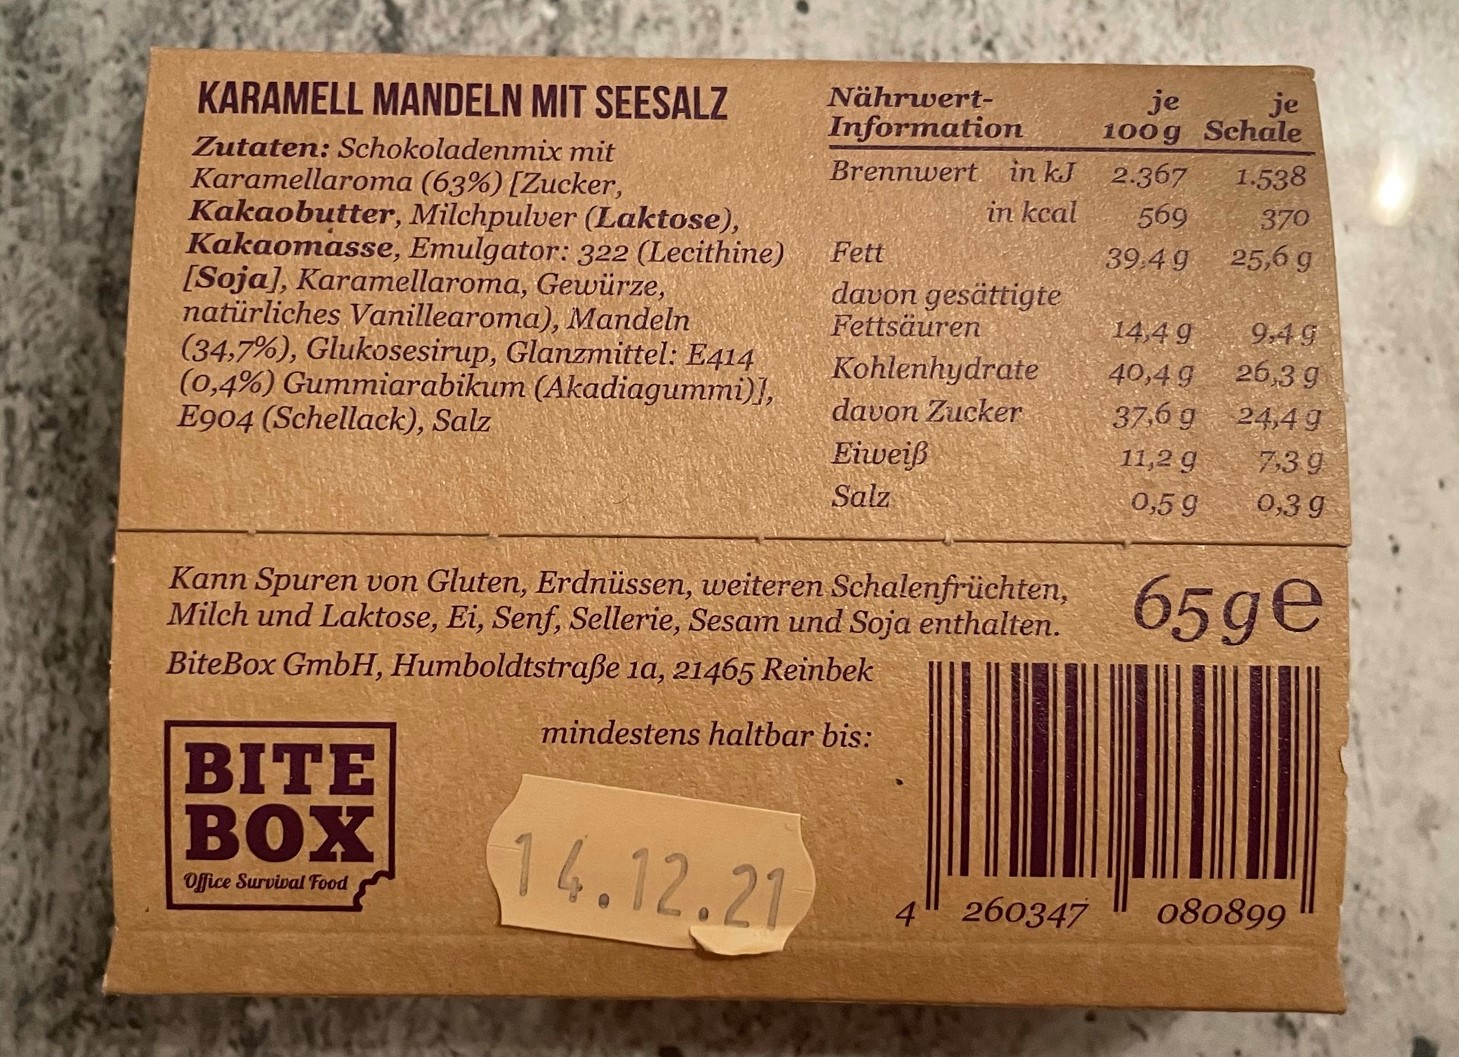 KARAMELL MANDELN MIT SEESALZ
Zutaten: Schokoladenmix mit
Karamellaroma (63%) [Zucker,
Kakaobutter, Milchpulver (Laktose),
Kakaomasse, Emulgator: 322 (Lecithine)
[Soja], Karamellaroma, Gewürze,
natürliches Vanillearoma), Mandeln
(34,7%), Glukosesirup, Glanzmittel: E414
(0,4%) Gummiarabikum (Akadiagummi)],
E904 (Schellack), Salz
Nährwert- je je
Information 100g Schale
Brennwert in kJ 2.367 1.538
in kcal 569 370
Fett 39,4 g 25,6 g
davon gesättigte
Fettsäuren 14,4 g 9,4 g
Kohlenhydrate 40,4 g 26,3 g
davon Zucker 37,6 g 24,4 g
Eiweiß 11,2 g 7,3 g
Salz 0,5 g 0,3 g
Kann Spuren von Gluten, Erdnüssen, weiteren Schalenfrüchten,
Milch und Laktose, Ei, Senf, Sellerie, Sesam und Soja enthalten.
65g℮
BiteBox GmbH, Humboldtstraße 1a, 21465 Reinbek
mindestens haltbar bis:
14.12.21
BITE
BOX
Office Survival Food
4 260347 080899